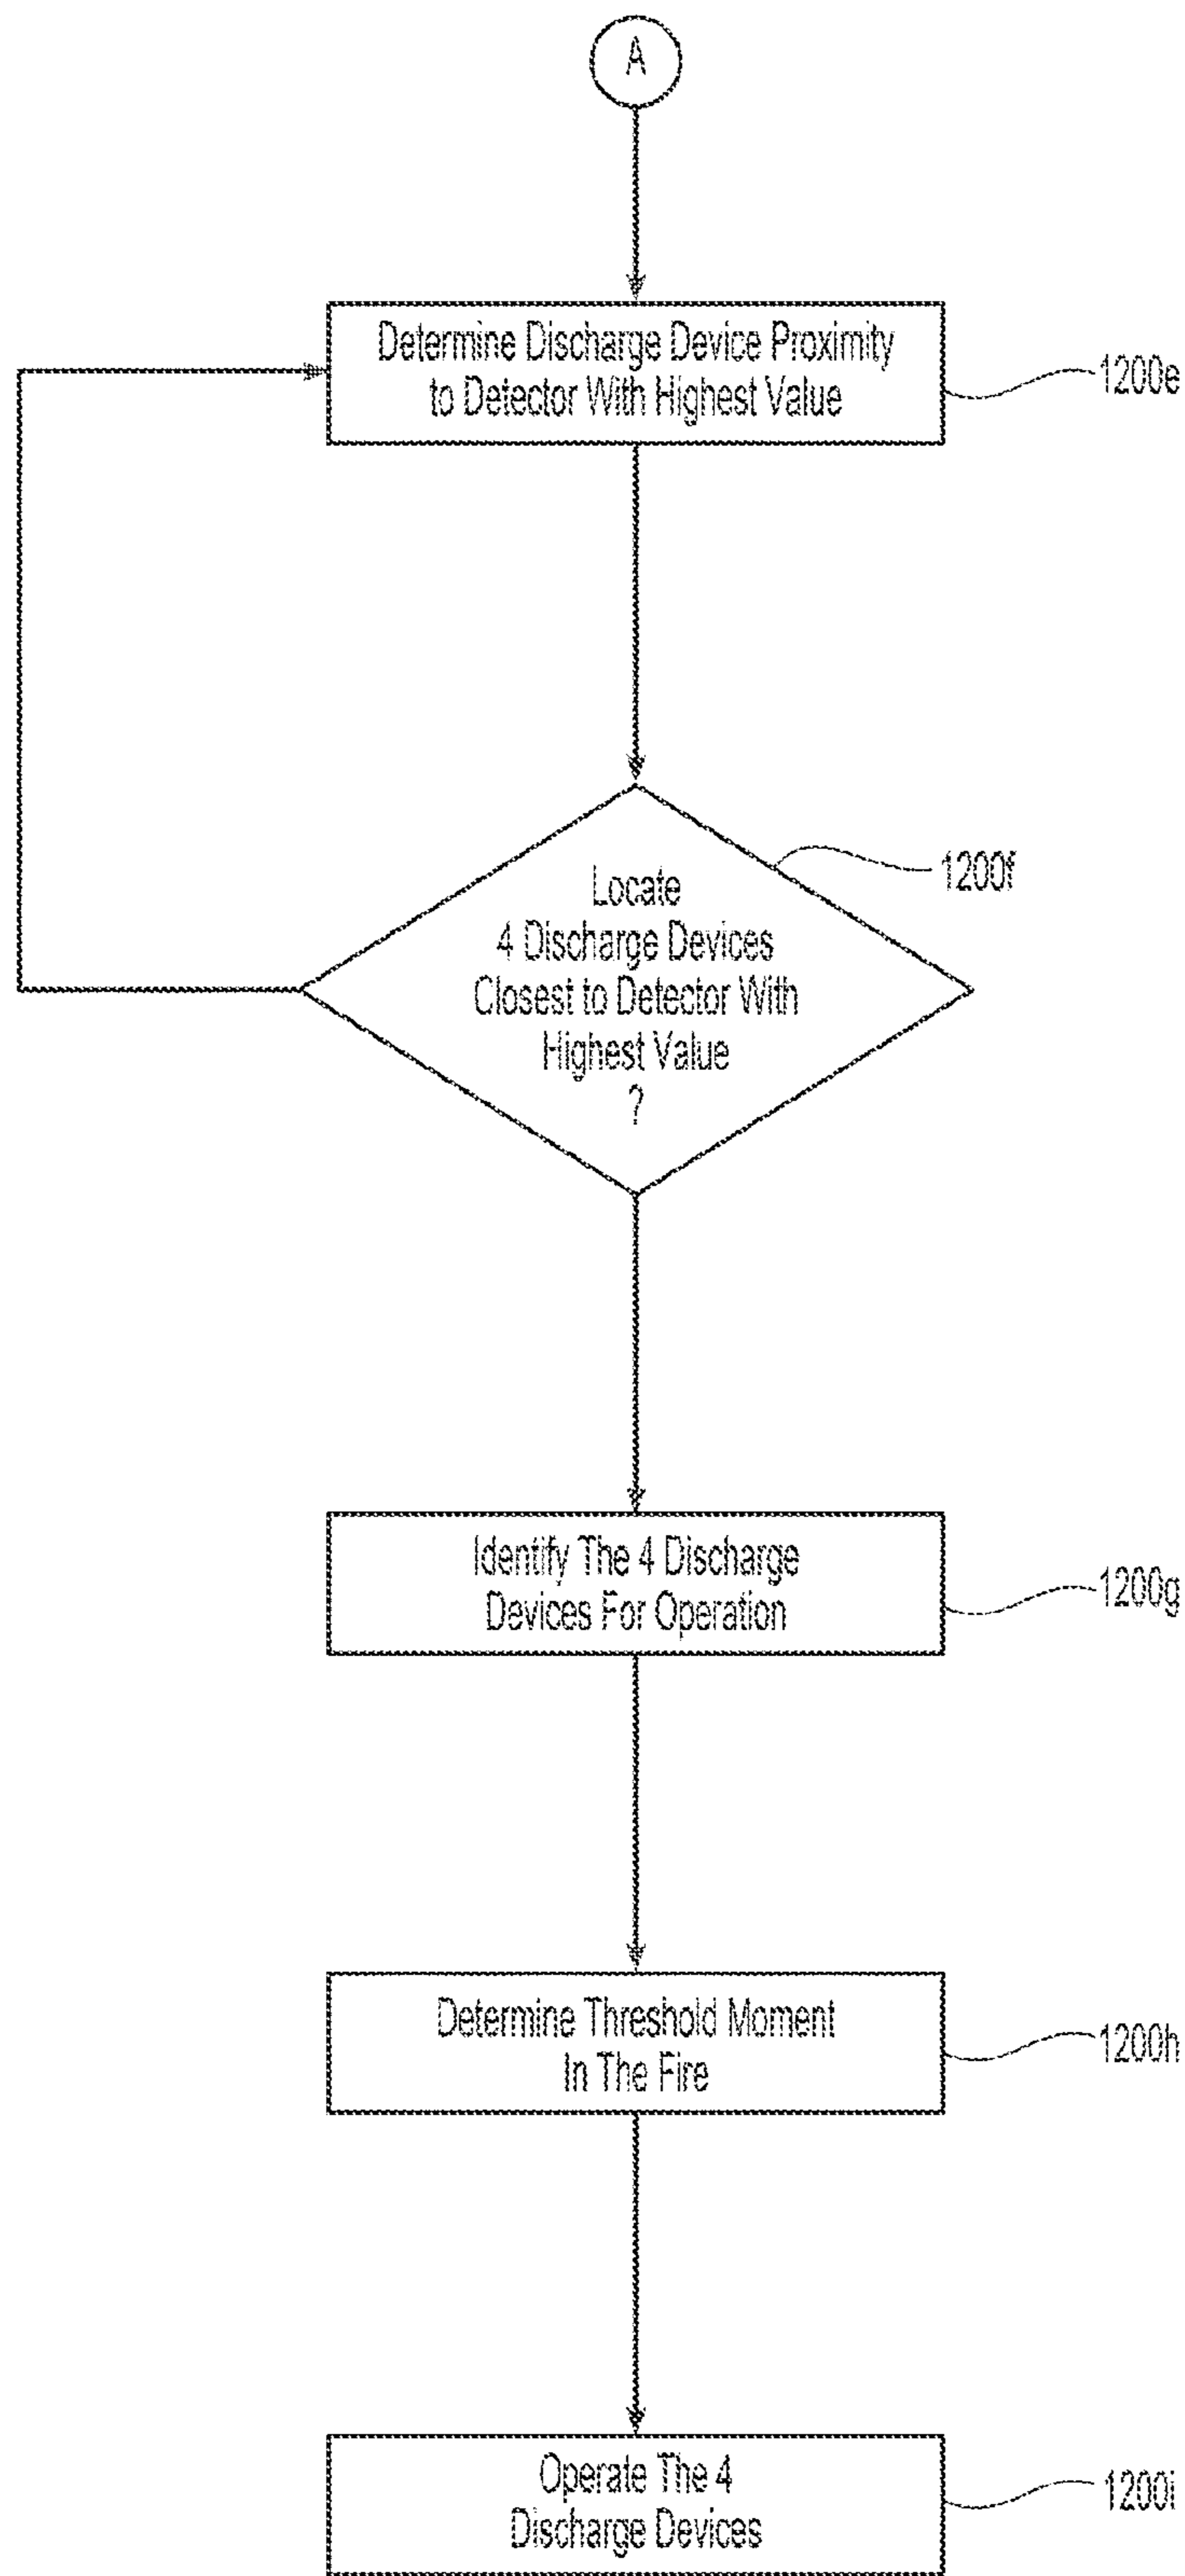 A
Determine Discharge Device Proximity
to Detector With Highest Value
1200e
1200f
Locate
4 Discharge Devices
Closest to Detector With
Highest Value
?
Identify The 4 Discharge
Devices For Operation
1200g
Determine Threshold Moment
In The Fire
1200h
Operate The 4
Discharge Devices
1200i